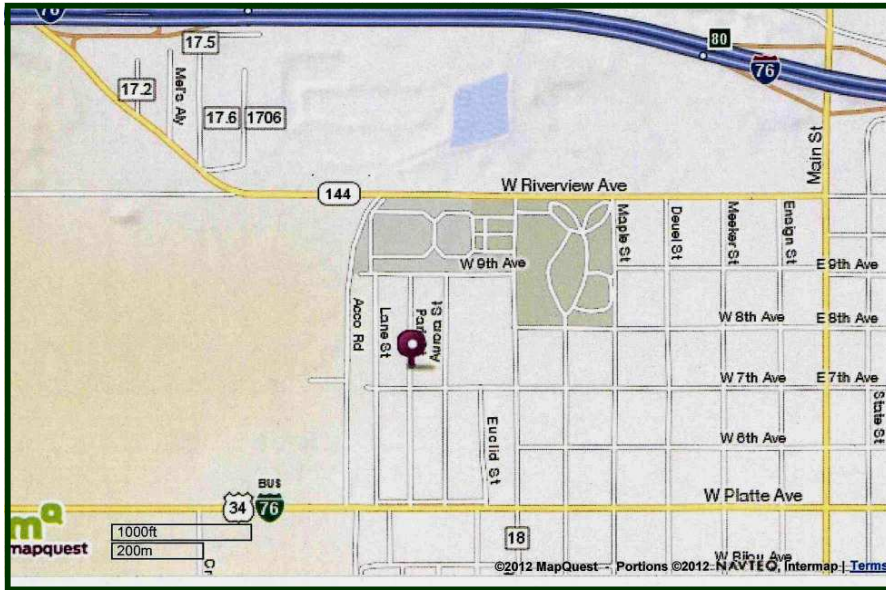 76
80
17.5
76
17.2
Mel's Aly
17.6
1706
Main St
144
W Riverview Ave
Maple St
Deuel St
Meeker St
Ensign St
W 9th Ave
E 9th Ave
Acco Rd
Lane St
W 8th Ave
E 8th Ave
W 7th Ave
E 7th Ave
State St
Euclid St
W 6th Ave
BUS
34
76
W Platte Ave
mapquest
1000ft
200m
18
Cr
W Bijou Ave
©2012 MapQuest - Portions ©2012 NAVTEQ, Intermap | Terms